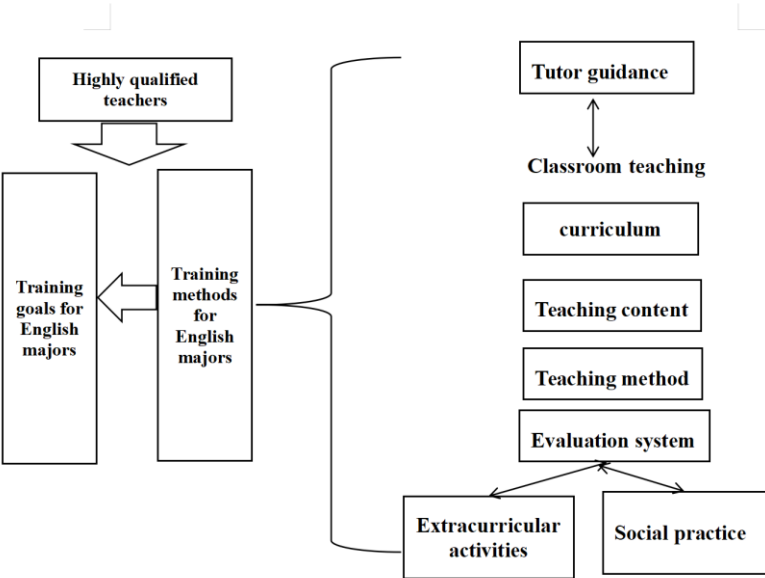 Highly qualified
teachers
Training
goals for
English
majors
Training
methods
for
English
majors
Tutor guidance
Classroom teaching
curriculum
Teaching content
Teaching method
Evaluation system
Extracurricular
activities
Social practice